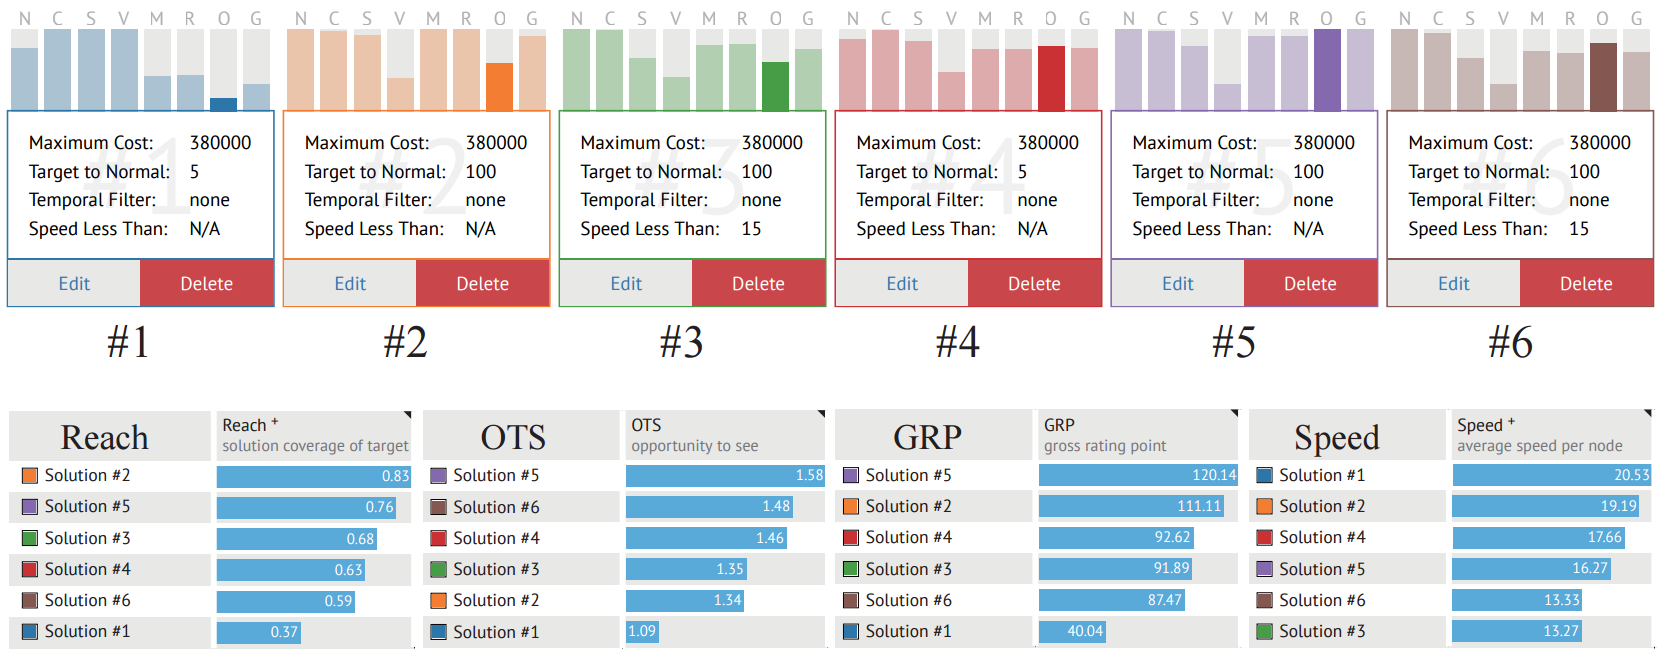 N C S V M R O G N C S V M R O G N C S V M R O G N C S V M R O G N C S V M R O G N C S V M R O G
#1 #2 #3 #4 #5 #6
Maximum Cost: 380000 Maximum Cost: 380000 Maximum Cost: 380000 Maximum Cost: 380000 Maximum Cost: 380000 Maximum Cost: 380000
Target to Normal: 5 Target to Normal: 100 Target to Normal: 100 Target to Normal: 5 Target to Normal: 100 Target to Normal: 100
Temporal Filter: none Temporal Filter: none Temporal Filter: none Temporal Filter: none Temporal Filter: none Temporal Filter: none
Speed Less Than: N/A Speed Less Than: N/A Speed Less Than: 15 Speed Less Than: N/A Speed Less Than: N/A Speed Less Than: 15
Edit Delete Edit Delete Edit Delete Edit Delete Edit Delete Edit Delete
#1 #2 #3 #4 #5 #6
Reach
Reach +
solution coverage of target
Solution #2 0.83
Solution #5 0.76
Solution #3 0.68
Solution #4 0.63
Solution #6 0.59
Solution #1 0.37
OTS
OTS
opportunity to see
Solution #5 1.58
Solution #6 1.48
Solution #4 1.46
Solution #3 1.35
Solution #2 1.34
Solution #1 1.09
GRP
GRP
gross rating point
Solution #5 120.14
Solution #2 111.11
Solution #4 92.62
Solution #3 91.89
Solution #6 87.47
Solution #1 40.04
Speed
Speed +
average speed per node
Solution #1 20.53
Solution #2 19.19
Solution #4 17.66
Solution #5 16.27
Solution #6 13.33
Solution #3 13.27